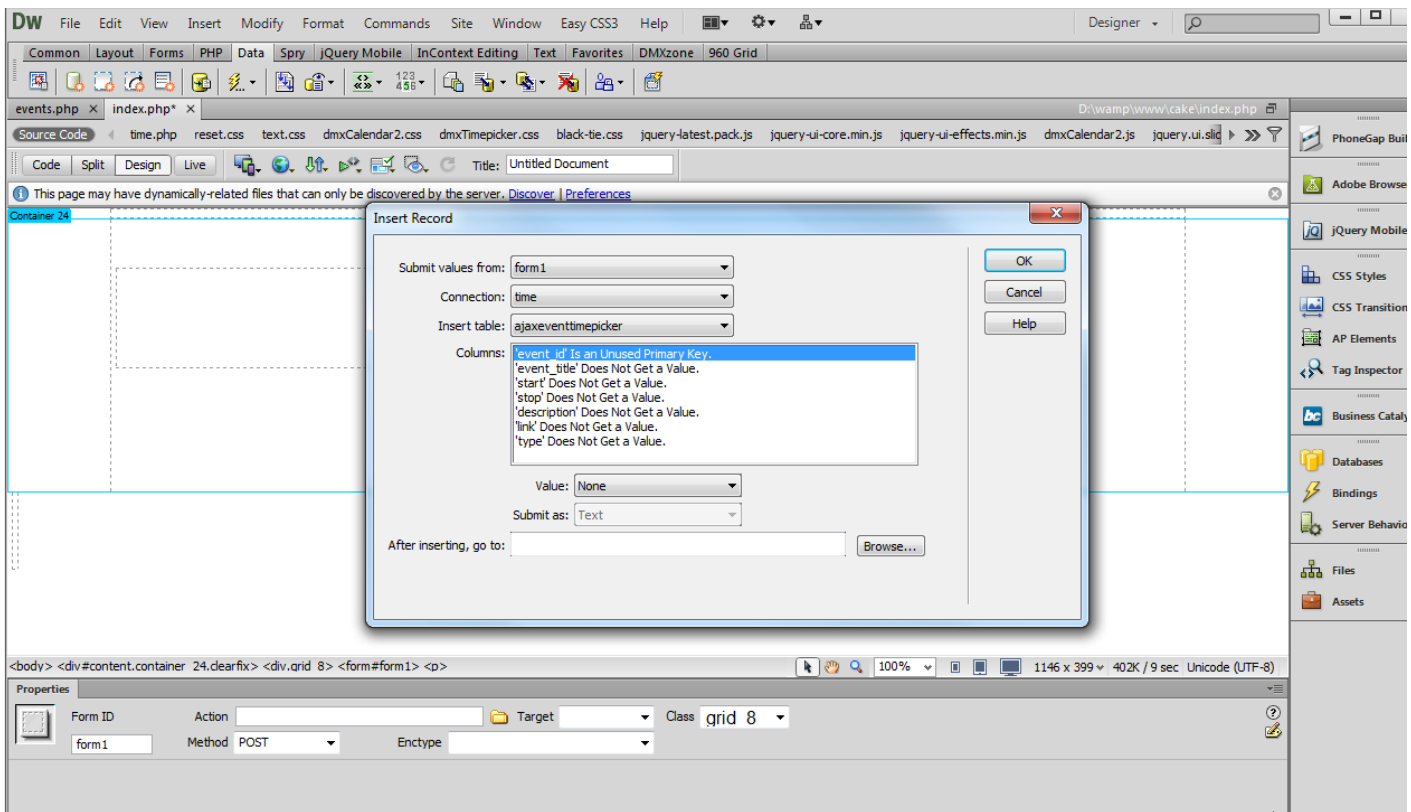 DW File Edit View Insert Modify Format Commands Site Window Easy CSS3 Help Designer
Common Layout Forms PHP Data Spry jQuery Mobile InContext Editing Text Favorites DMXzone 960 Grid
events.php index.php*
D:\wamp\www\cake\index.php
Source Code time.php reset.css text.css dmxCalendar2.css dmxTimepicker.css black-tie.css jquery-latest.pack.js jquery-ui-core.min.js jquery-ui-effects.min.js dmxCalendar2.js jquery.ui.slid
Code Split Design Live Title: Untitled Document
This page may have dynamically-related files that can only be discovered by the server. Discover | Preferences
Container 24
Insert Record
Submit values from: form1
Connection: time
Insert table: ajaxeventtimepicker
Columns: 'event_id' Is an Unused Primary Key.
'event_title' Does Not Get a Value.
'start' Does Not Get a Value.
'stop' Does Not Get a Value.
'description' Does Not Get a Value.
'link' Does Not Get a Value.
'type' Does Not Get a Value.
Value: None
Submit as: Text
After inserting, go to: Browse...
OK
Cancel
Help
PhoneGap Buil
Adobe Browse
jQuery Mobile
CSS Styles
CSS Transition
AP Elements
Tag Inspector
Business Cataly
Databases
Bindings
Server Behavio
Files
Assets
<body> <div#content.container_24.clearfix> <div.grid_8> <form#form1> <p>
100% 1146 x 399 402K / 9 sec Unicode (UTF-8)
Properties
Form ID Action Target Class grid_8
form1 Method POST Enctype